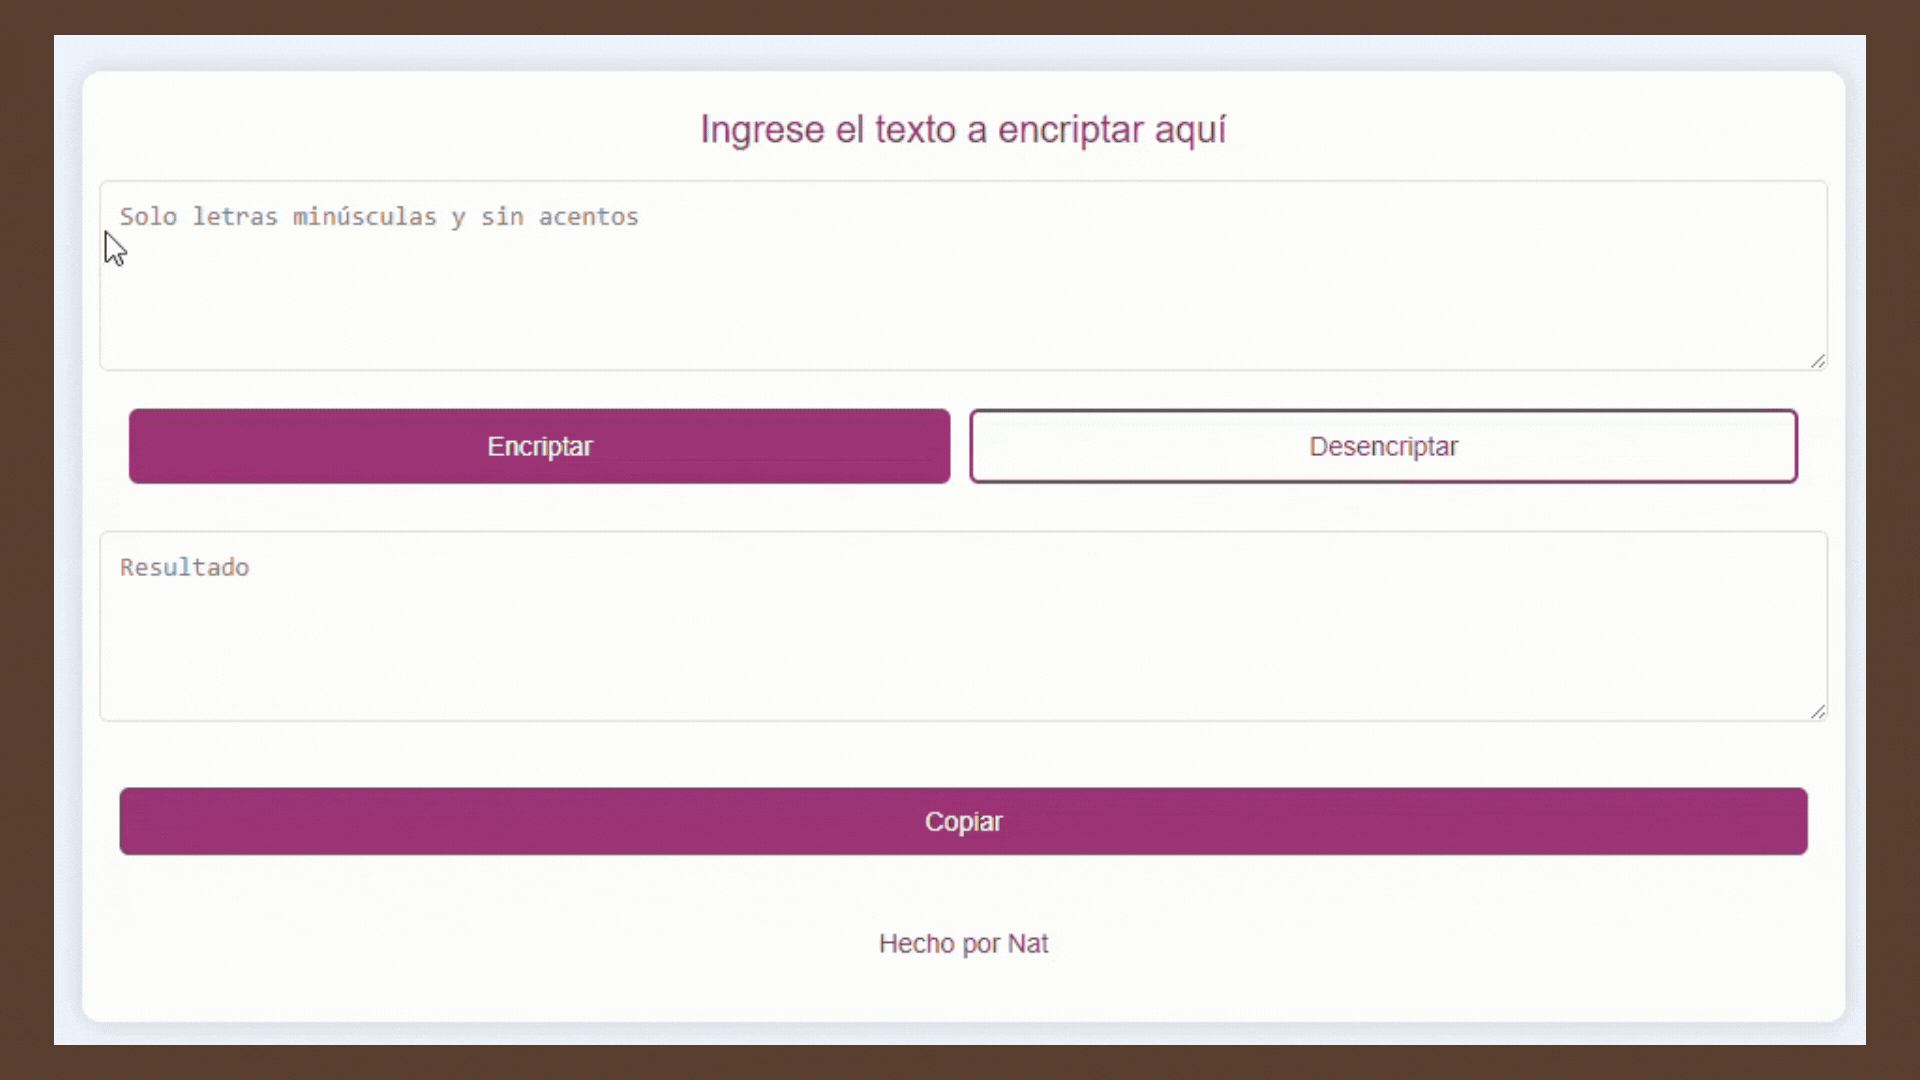 Ingrese el texto a encriptar aquí
Solo letras minúsculas y sin acentos
Encriptar
Desencriptar
Resultado
Copiar
Hecho por Nat